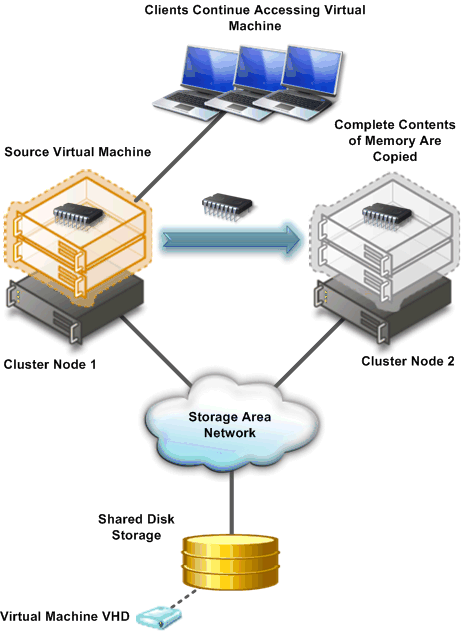 Clients Continue Accessing Virtual
Machine
Complete Contents
of Memory Are
Copied
Source Virtual Machine
Cluster Node 1
Cluster Node 2
Storage Area
Network
Shared Disk
Storage
Virtual Machine VHD